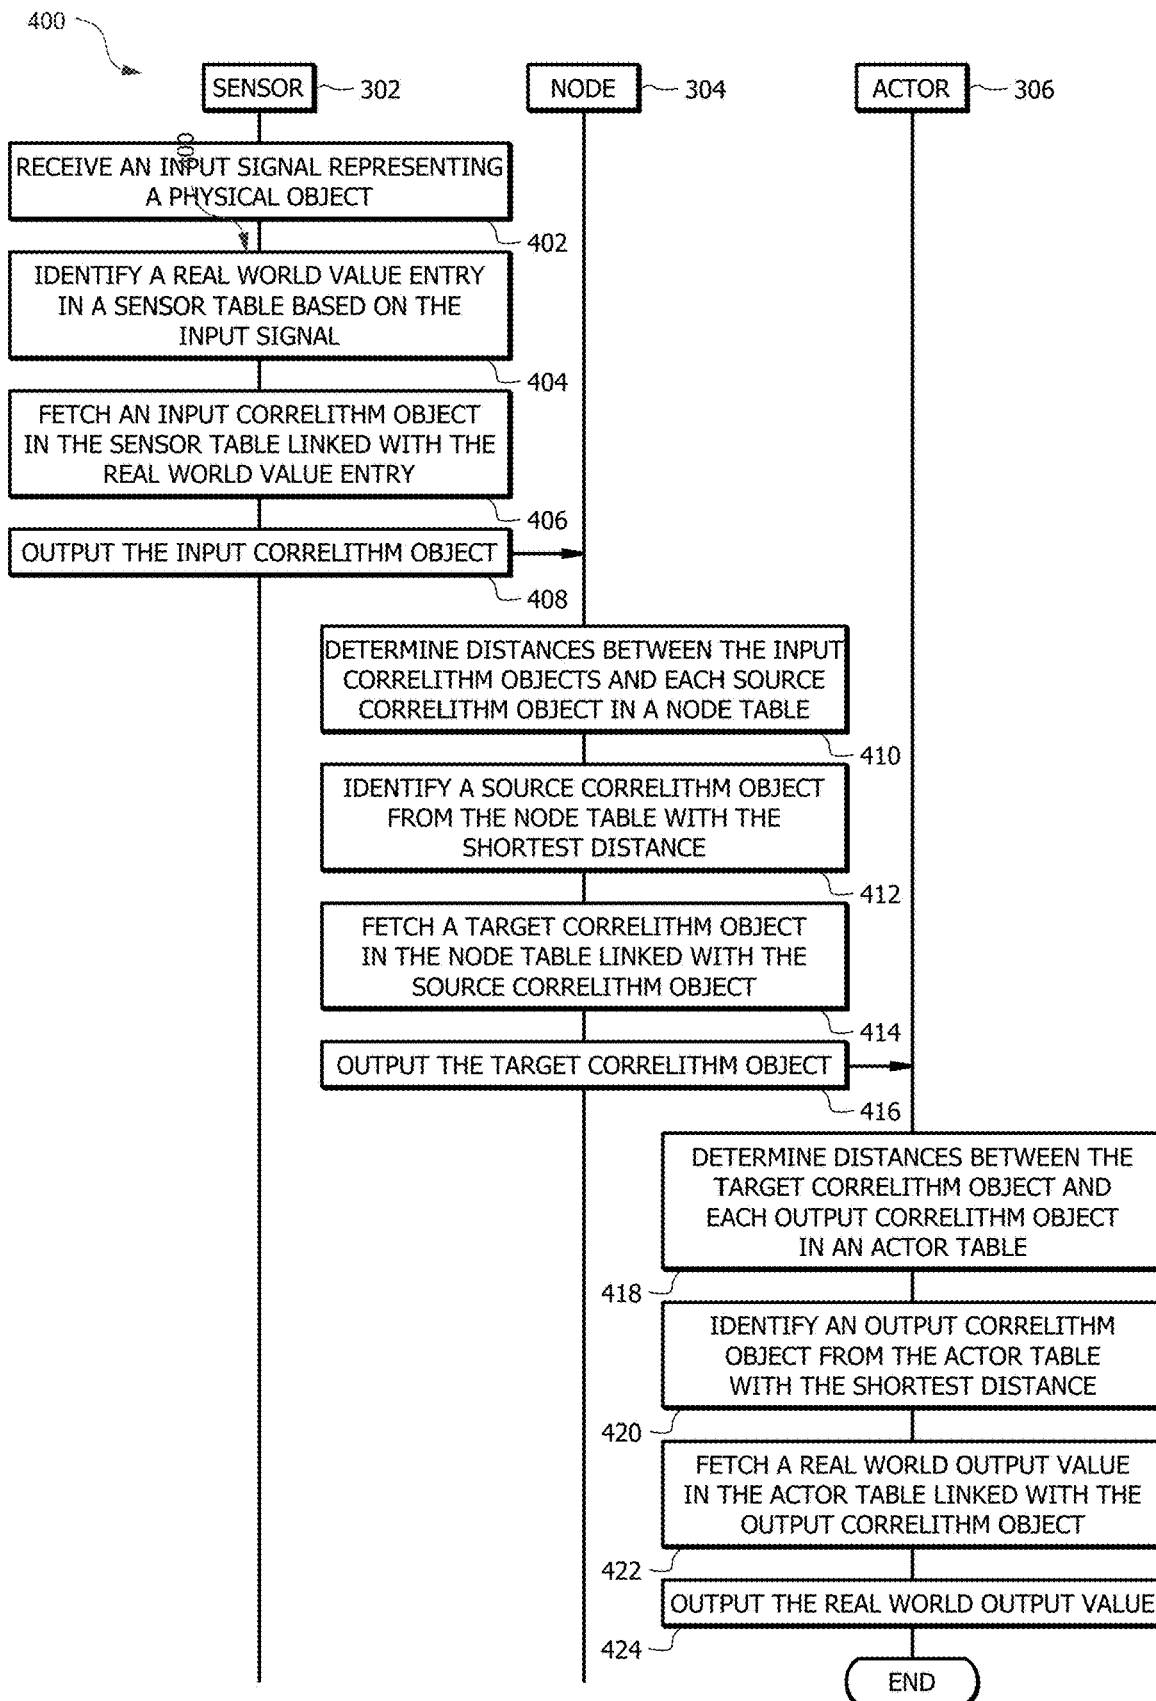 400
SENSOR
302
NODE
304
ACTOR
306
400
RECEIVE AN INPUT SIGNAL REPRESENTING
A PHYSICAL OBJECT
402
IDENTIFY A REAL WORLD VALUE ENTRY
IN A SENSOR TABLE BASED ON THE
INPUT SIGNAL
404
FETCH AN INPUT CORRELITHM OBJECT
IN THE SENSOR TABLE LINKED WITH THE
REAL WORLD VALUE ENTRY
406
OUTPUT THE INPUT CORRELITHM OBJECT
408
DETERMINE DISTANCES BETWEEN THE INPUT
CORRELITHM OBJECTS AND EACH SOURCE
CORRELITHM OBJECT IN A NODE TABLE
410
IDENTIFY A SOURCE CORRELITHM OBJECT
FROM THE NODE TABLE WITH THE
SHORTEST DISTANCE
412
FETCH A TARGET CORRELITHM OBJECT
IN THE NODE TABLE LINKED WITH THE
SOURCE CORRELITHM OBJECT
414
OUTPUT THE TARGET CORRELITHM OBJECT
416
DETERMINE DISTANCES BETWEEN THE
TARGET CORRELITHM OBJECT AND
EACH OUTPUT CORRELITHM OBJECT
IN AN ACTOR TABLE
418
IDENTIFY AN OUTPUT CORRELITHM
OBJECT FROM THE ACTOR TABLE
WITH THE SHORTEST DISTANCE
420
FETCH A REAL WORLD OUTPUT VALUE
IN THE ACTOR TABLE LINKED WITH THE
OUTPUT CORRELITHM OBJECT
422
OUTPUT THE REAL WORLD OUTPUT VALUE
424
END